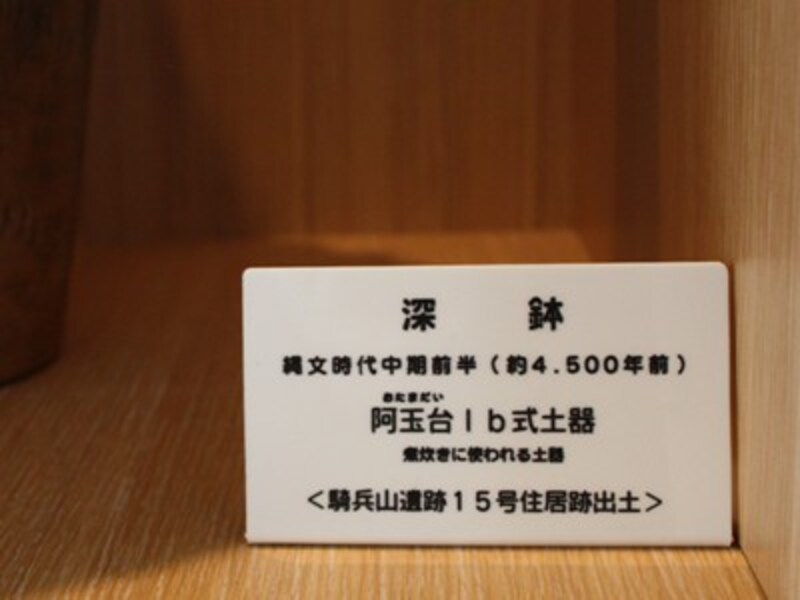 深 鉢
縄文時代中期前半（約4.500年前）
おたまだい
阿玉台Ｉｂ式土器
煮炊きに使われる土器
＜騎兵山遺跡１５号住居跡出土＞